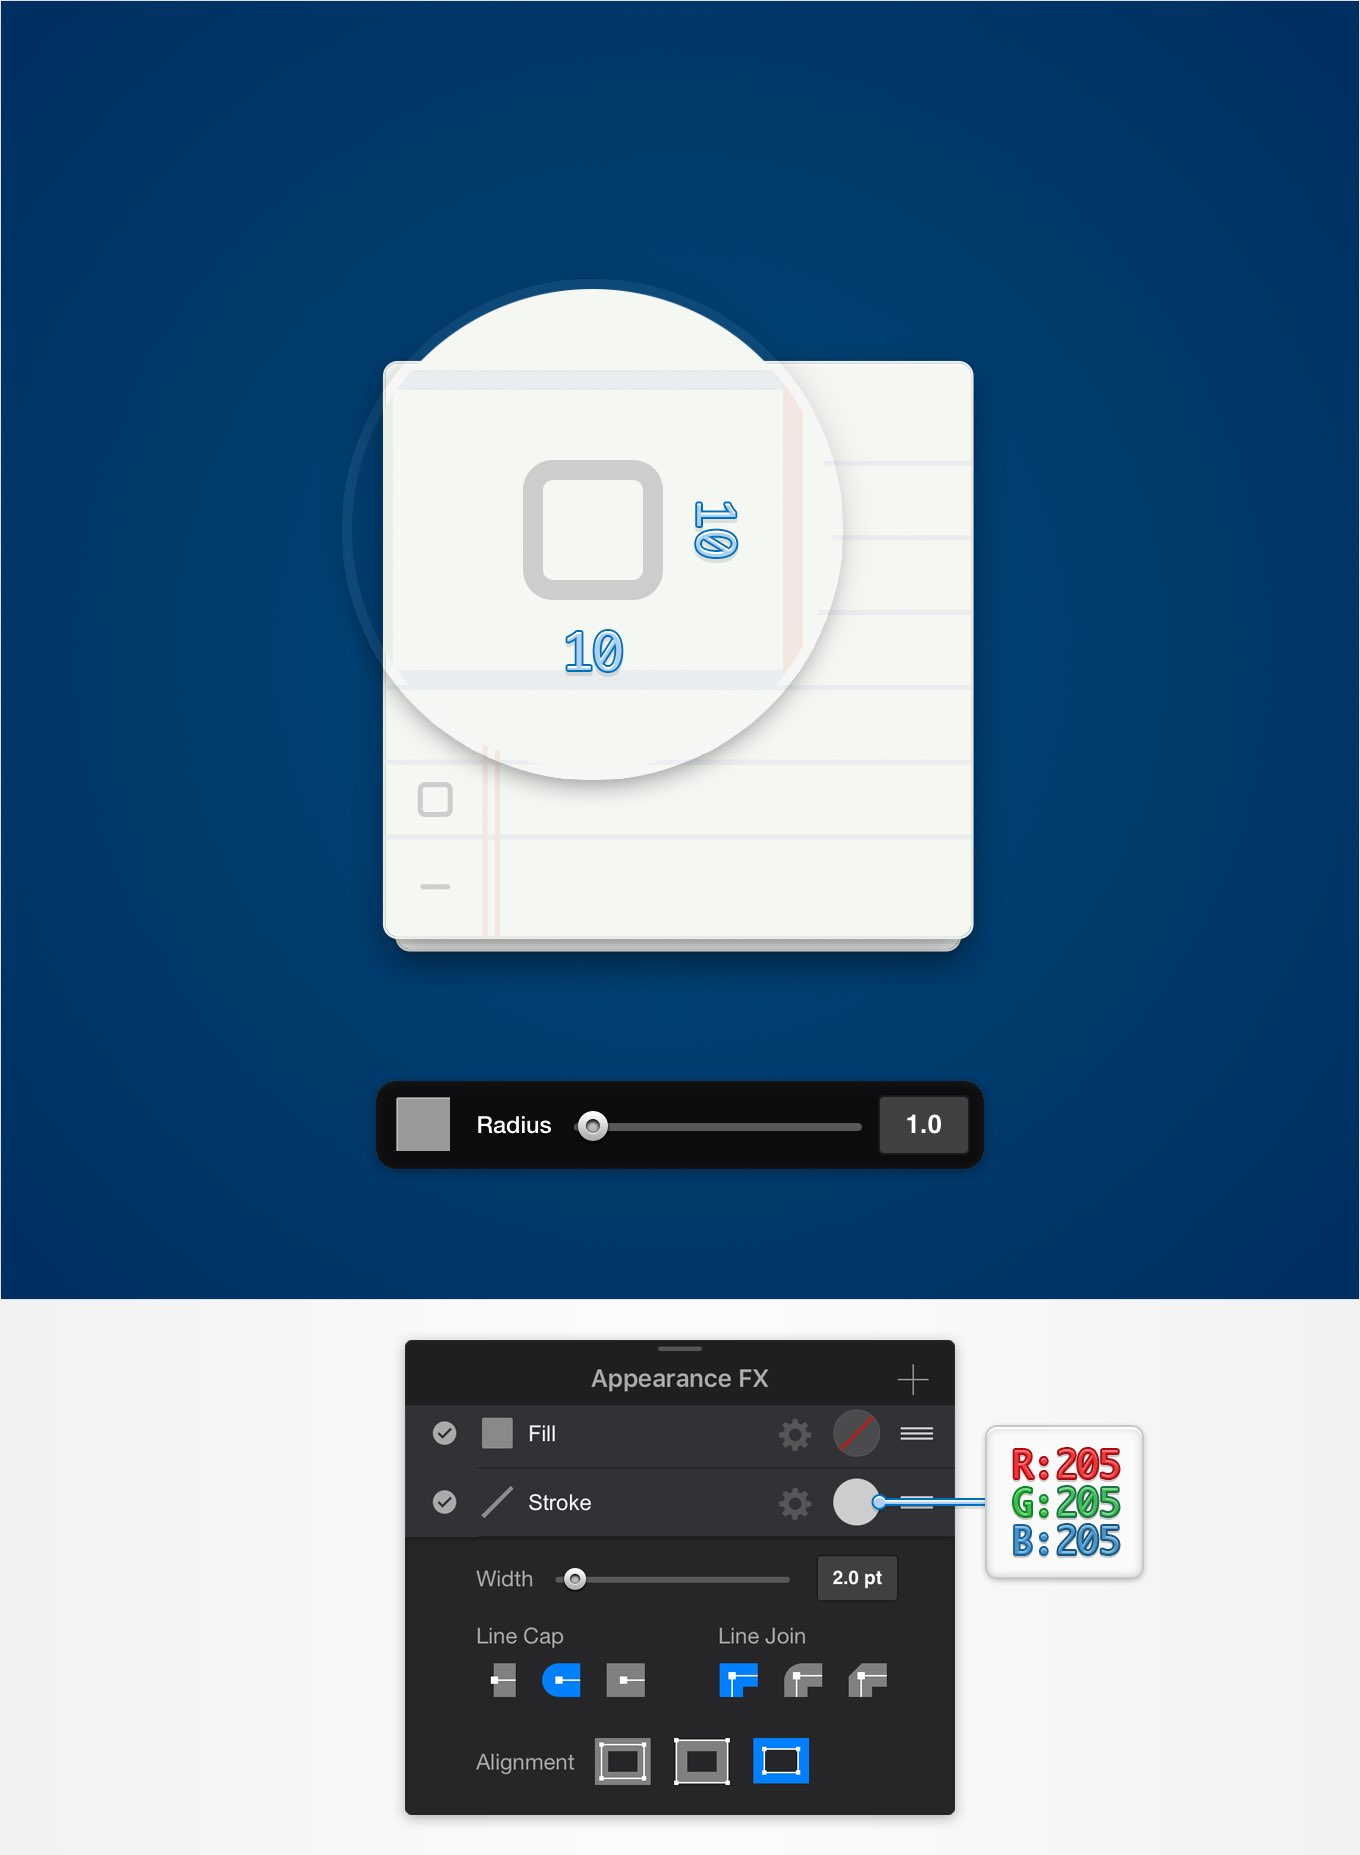 10
10
Radius 1.0
Appearance FX
Fill
Stroke
R:205
G:205
B:205
Width 2.0 pt
Line Cap Line Join
Alignment